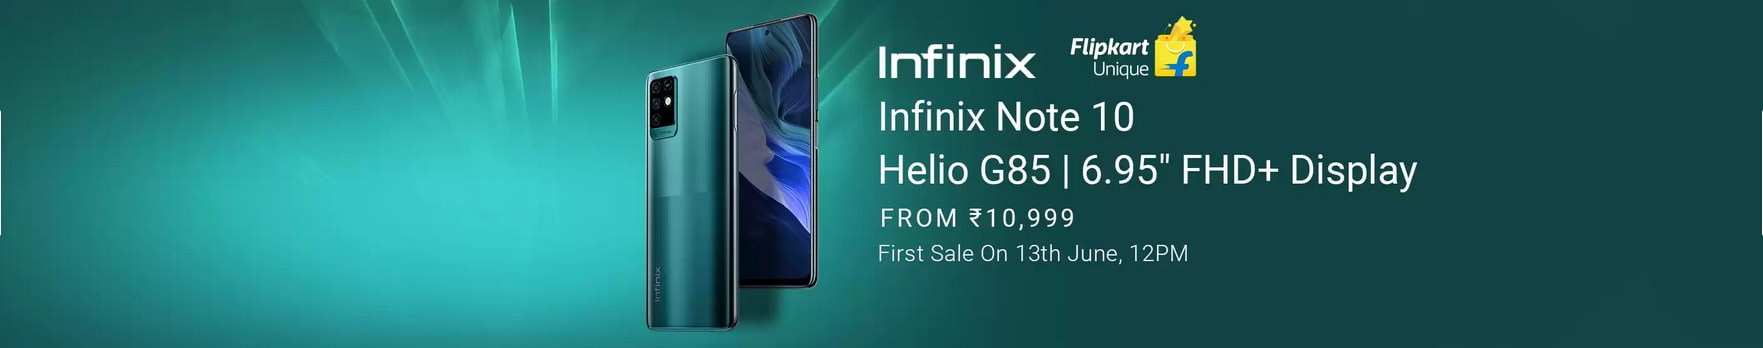 Infinix
Flipkart
Unique
Infinix Note 10
Helio G85 | 6.95" FHD+ Display
FROM ₹10,999
First Sale On 13th June, 12PM
Infinix